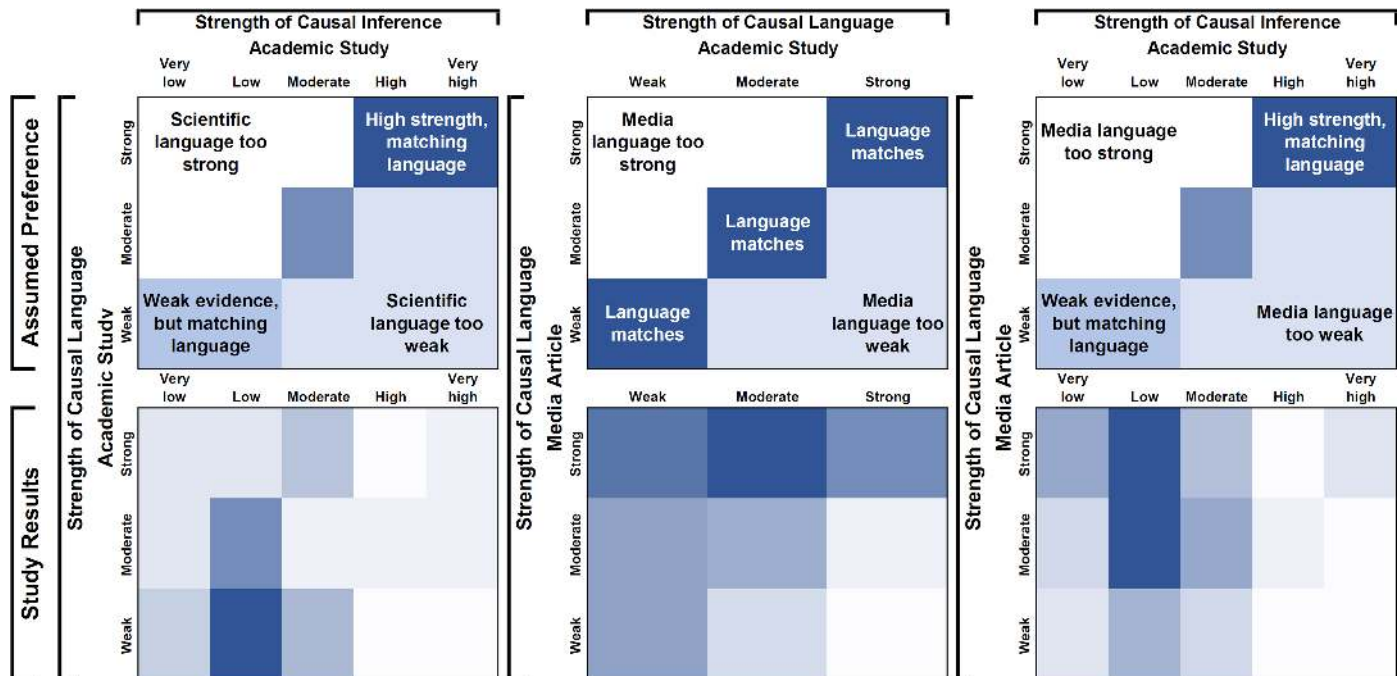 Strength of Causal Inference
Academic Study
Very
low
Low
Moderate
High
Very
high
Strength of Causal Language
Academic Study
Weak
Moderate
Strong
Strength of Causal Inference
Academic Study
Very
low
Low
Moderate
High
Very
high
Assumed Preference
Strength of Causal Language
Academic Study
Strong
Moderate
Weak
Scientific
language too
strong
High strength,
matching
language
Weak evidence,
but matching
language
Scientific
language too
weak
Strength of Causal Language
Media Article
Strong
Moderate
Weak
Media
language too
strong
Language
matches
Language
matches
Language
matches
Media
language too
weak
Strength of Causal Language
Media Article
Strong
Moderate
Weak
Media language
too strong
High strength,
matching
language
Weak evidence,
but matching
language
Media language
too weak
Study Results
Very
low
Low
Moderate
High
Very
high
Strong
Moderate
Weak
Weak
Moderate
Strong
Strong
Moderate
Weak
Very
low
Low
Moderate
High
Very
high
Strong
Moderate
Weak